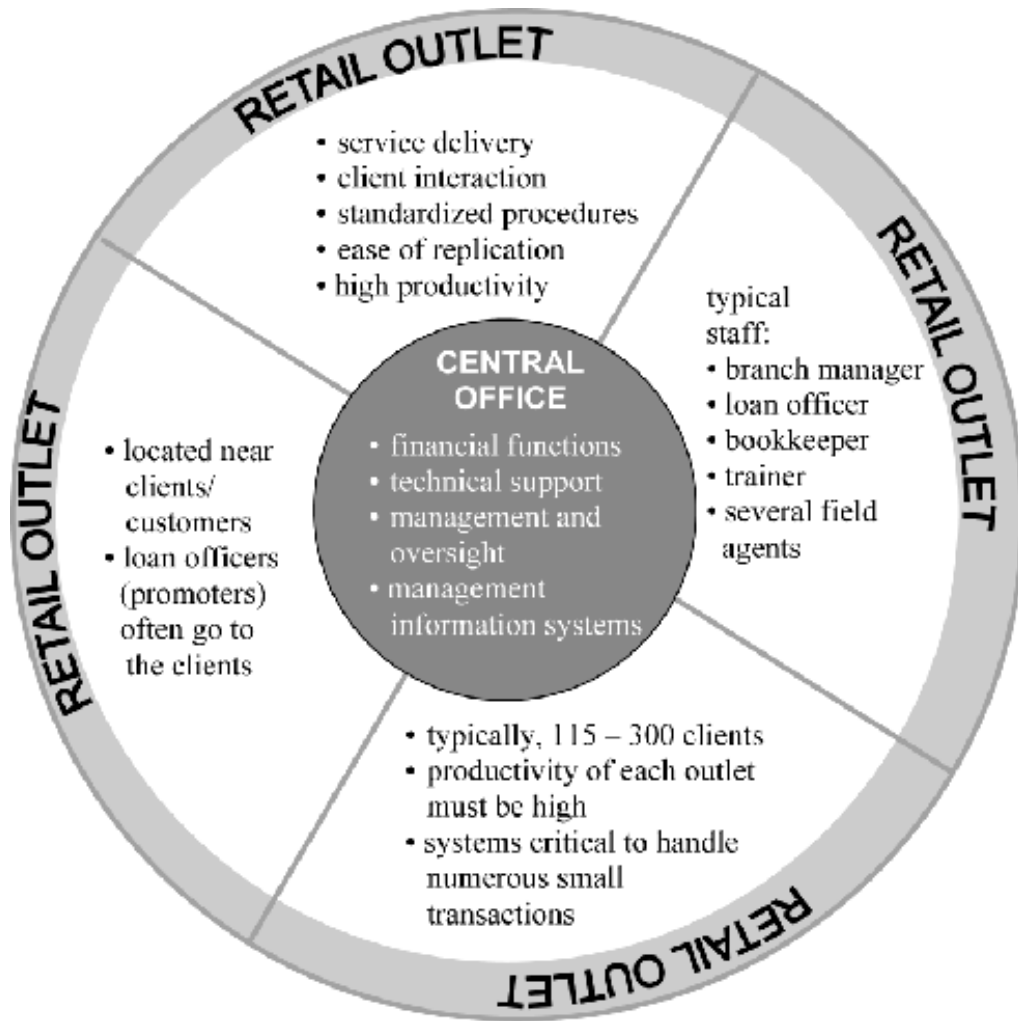 RETAIL OUTLET
• service delivery
• client interaction
• standardized procedures
• ease of replication
• high productivity
RETAIL OUTLET
typical
staff:
• branch manager
• loan officer
• bookkeeper
• trainer
• several field
agents
CENTRAL
OFFICE
• financial functions
• technical support
• management and
oversight
• management
information systems
RETAIL OUTLET
• located near
clients/
customers
• loan officers
(promoters)
often go to
the clients
• typically, 115 – 300 clients
• productivity of each outlet
must be high
• systems critical to handle
numerous small
transactions
RETAIL OUTLET